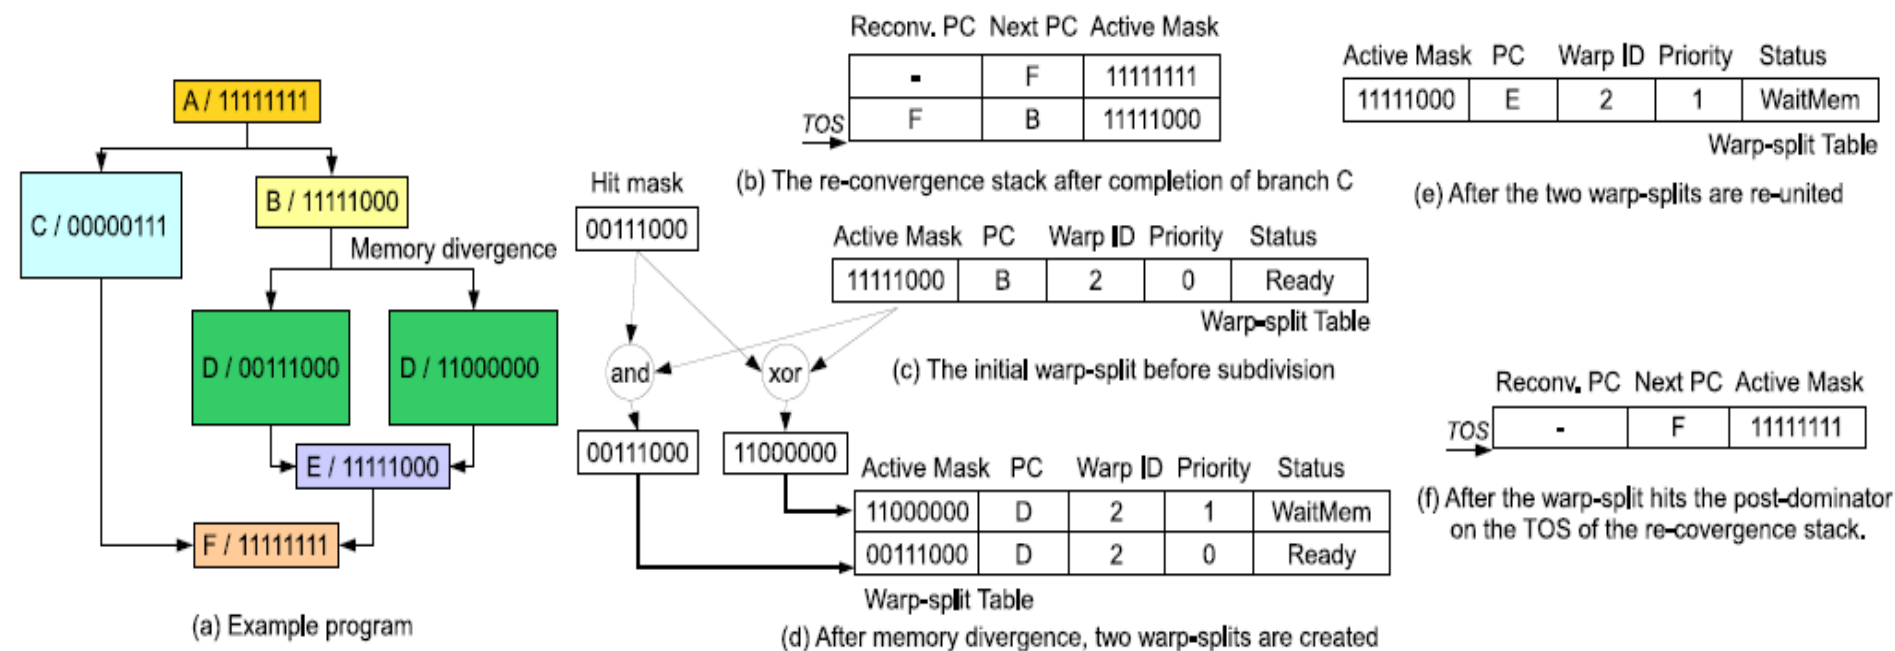 A / 11111111
C / 00000111
B / 11111000
Memory divergence
D / 00111000
D / 11000000
E / 11111000
F / 11111111
(a) Example program
Reconv. PC Next PC Active Mask
- F 11111111
TOS F B 11111000
(b) The re-convergence stack after completion of branch C
Hit mask
00111000
Active Mask PC Warp ID Priority Status
11111000 B 2 0 Ready
Warp-split Table
(c) The initial warp-split before subdivision
and
xor
00111000
11000000
Active Mask PC Warp ID Priority Status
11000000 D 2 1 WaitMem
00111000 D 2 0 Ready
Warp-split Table
(d) After memory divergence, two warp-splits are created
Active Mask PC Warp ID Priority Status
11111000 E 2 1 WaitMem
Warp-split Table
(e) After the two warp-splits are re-united
Reconv. PC Next PC Active Mask
TOS - F 11111111
(f) After the warp-split hits the post-dominator
on the TOS of the re-covergence stack.